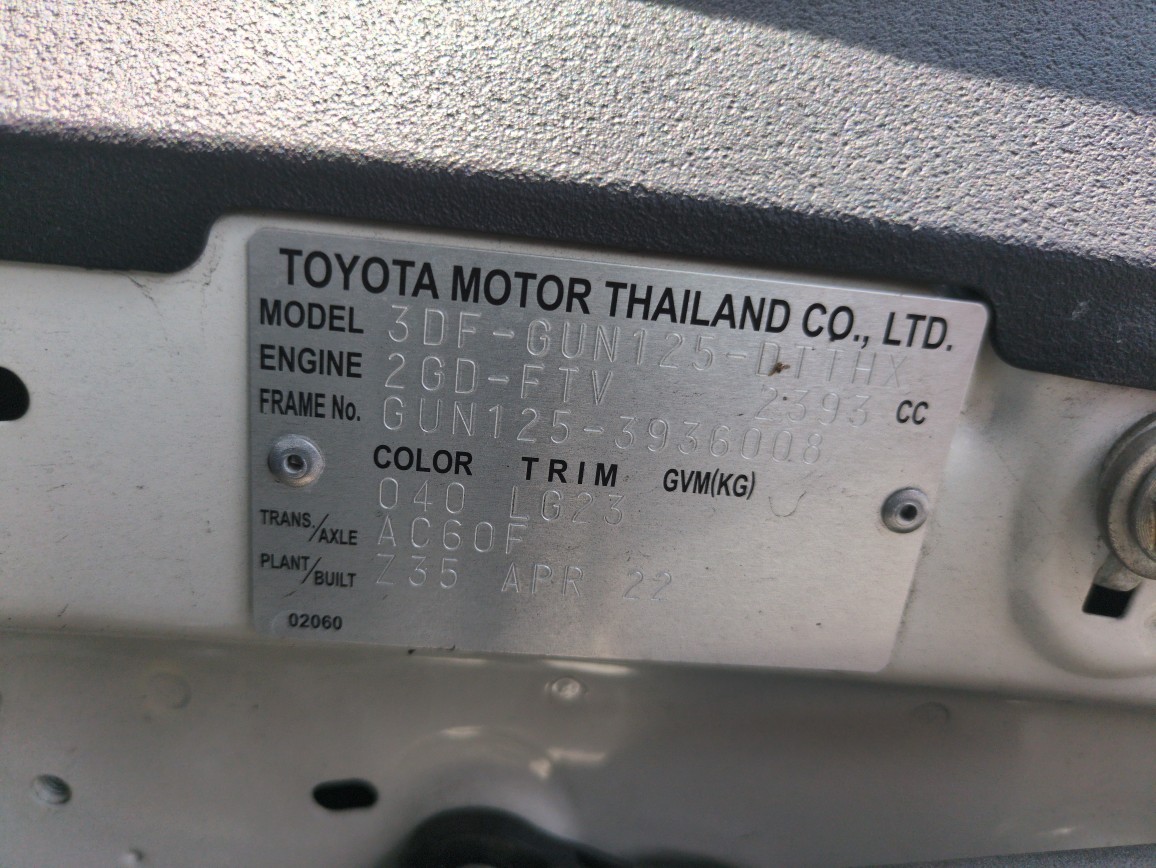 TOYOTA MOTOR THAILAND CO., LTD.
MODEL 3DF-GUN125-DTTHX
ENGINE 2GD-FTV 2393 CC
FRAME No. GUN125-3936008
COLOR TRIM GVM(KG)
040 LG23
TRANS./AXLE AC60F
PLANT/BUILT Z35 APR 22
02060